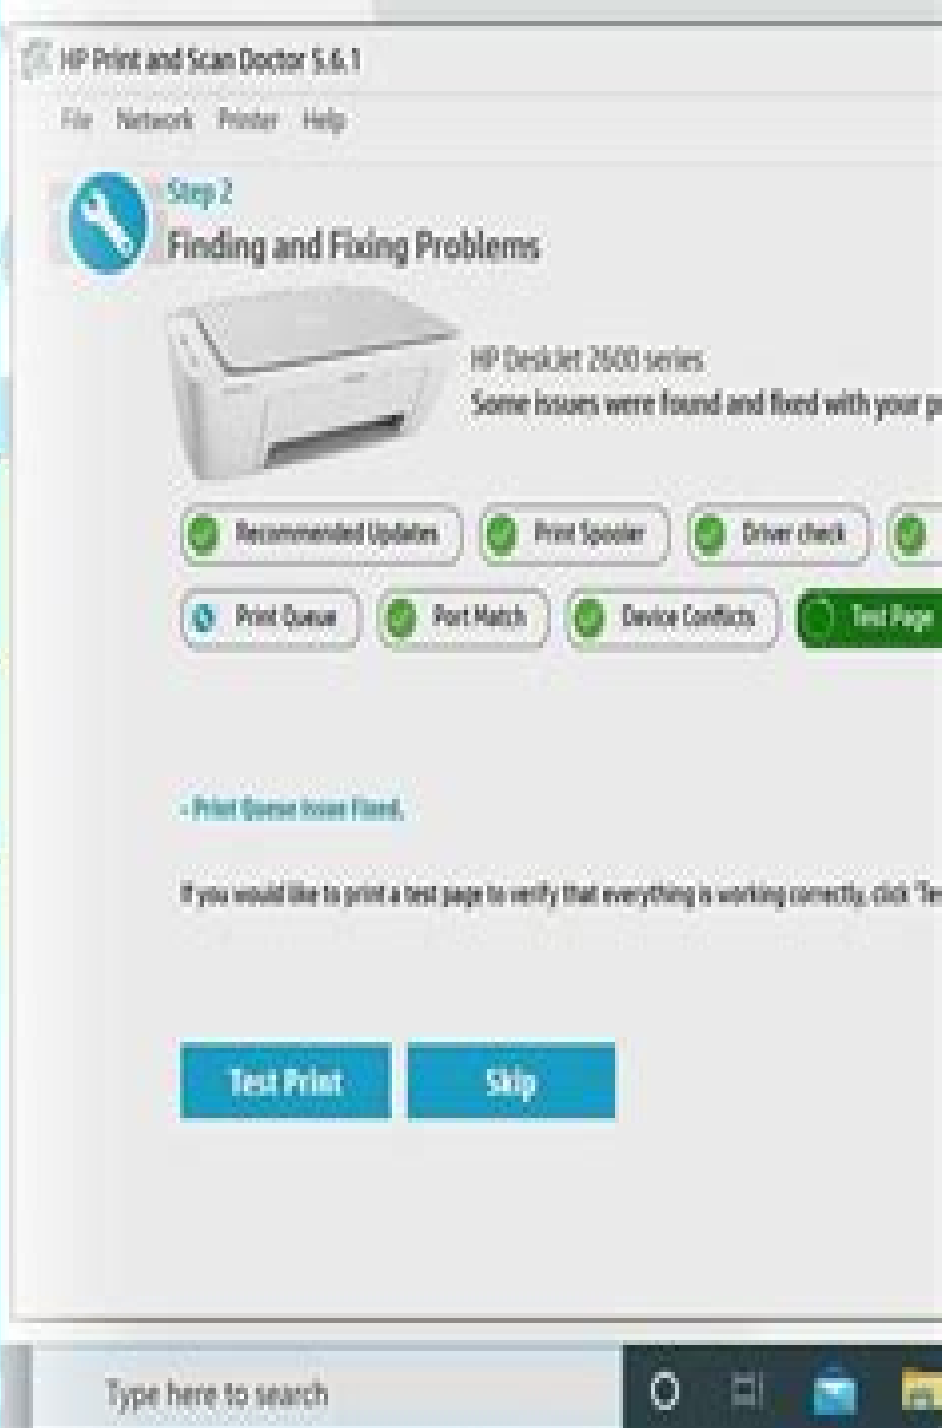 HP Print and Scan Doctor 5.6.1
File Network Printer Help
Step 2
Finding and Fixing Problems
HP DeskJet 2600 series
Some issues were found and fixed with your pr
Recommended Updates Print Spooler Driver check
Print Queue Port Match Device Conflicts Test Page
- Print Queue Issue Fixed.
If you would like to print a test page to verify that everything is working correctly, click 'Tes
Test Print Skip
Type here to search